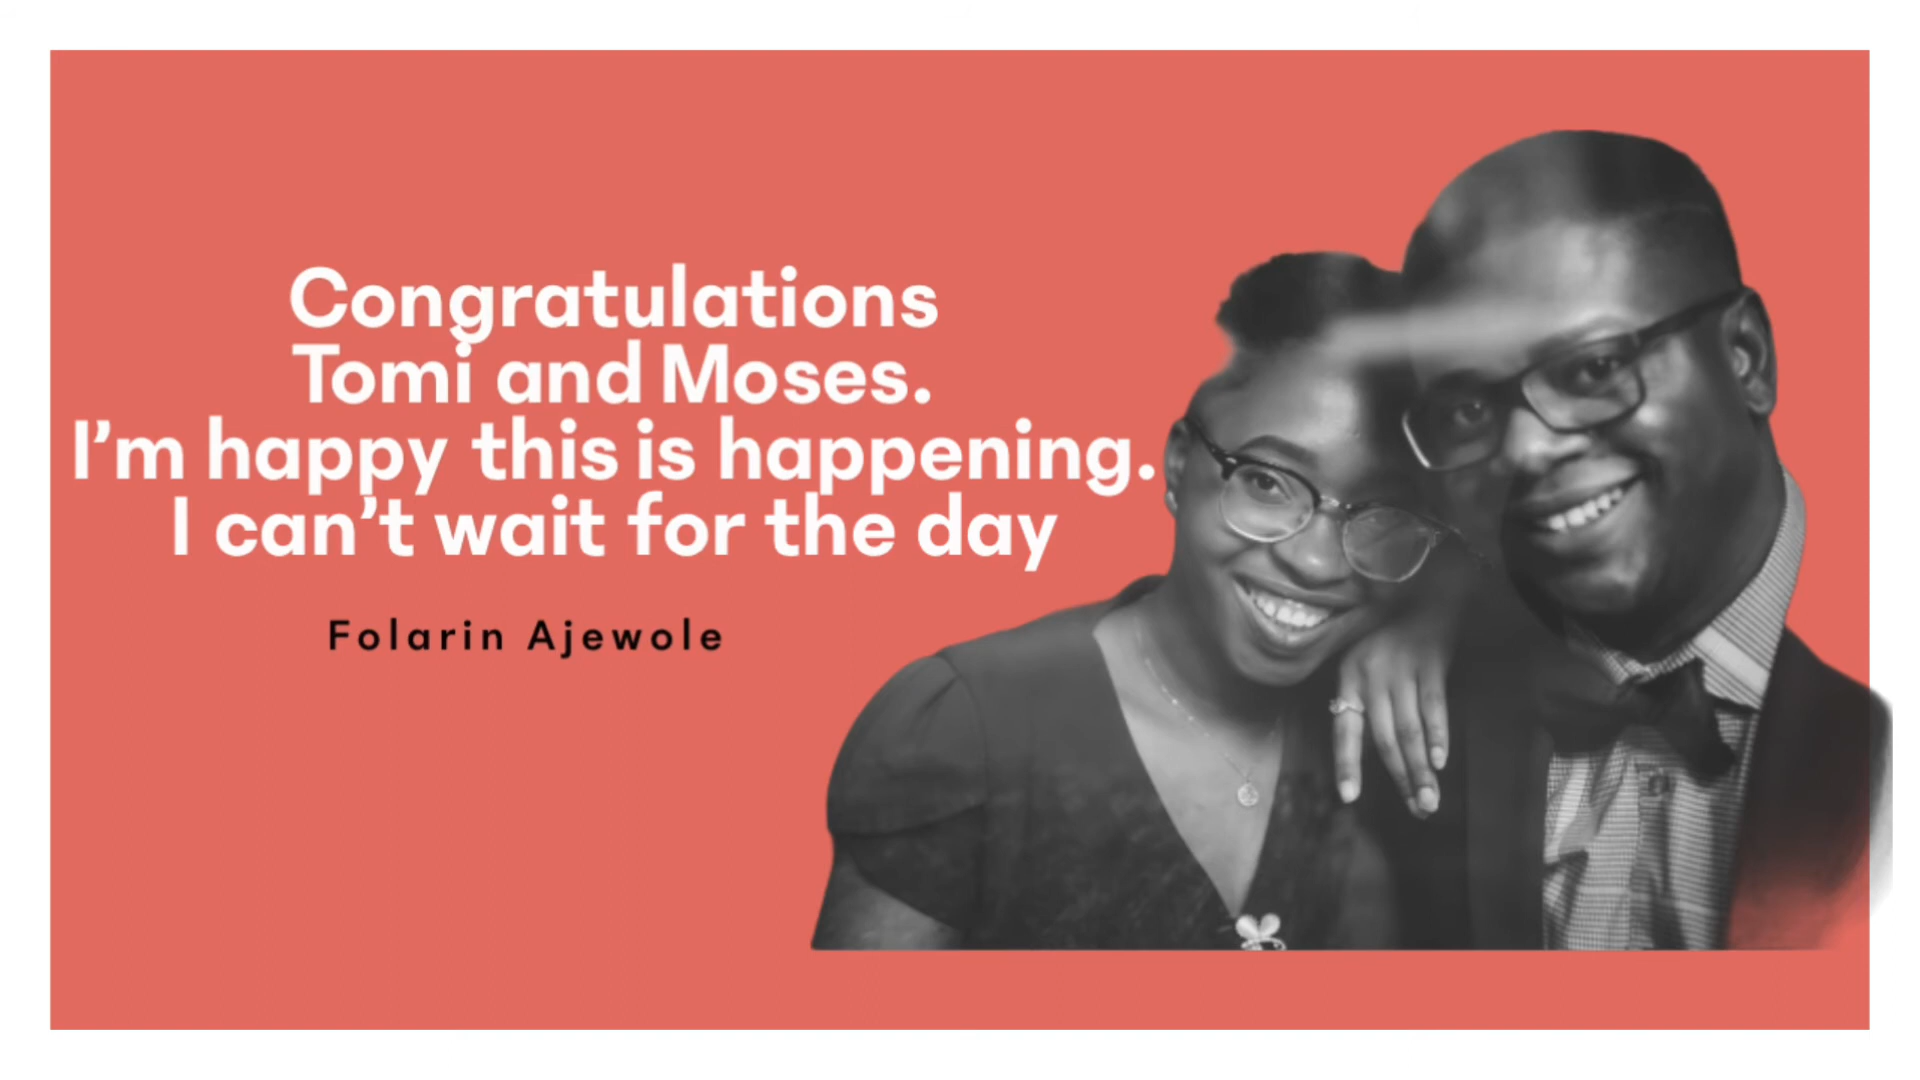 Congratulations
Tomi and Moses.
I’m happy this is happening.
I can’t wait for the day
Folarin Ajewole